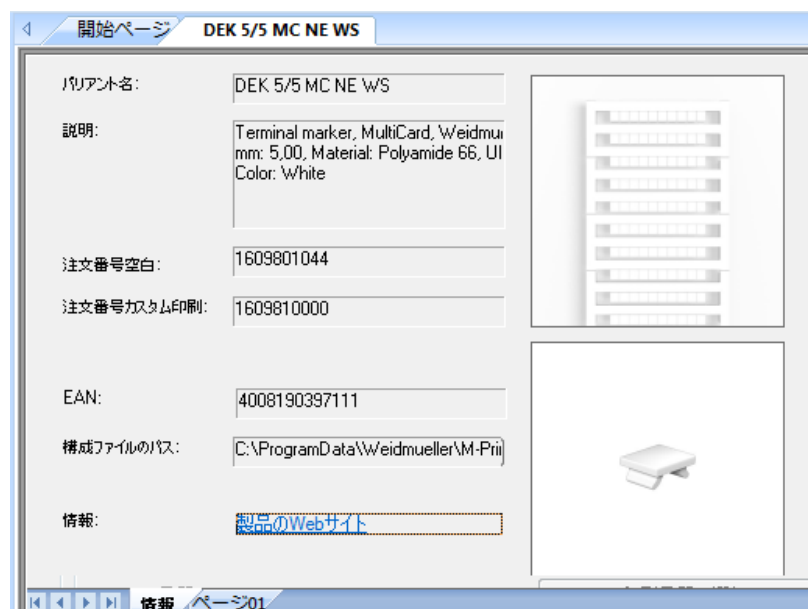 開始ページ
DEK 5/5 MC NE WS
バリアント名:
DEK 5/5 MC NE WS
説明:
Terminal marker, MultiCard, Weidmu
mm: 5,00, Material: Polyamide 66, Ul
Color: White
注文番号空白:
1609801044
注文番号カスタム印刷:
1609810000
EAN:
4008190397111
構成ファイルのパス:
C:\ProgramData\Weidmueller\M-Pri
情報:
製品のWebサイト
情報
ページ01